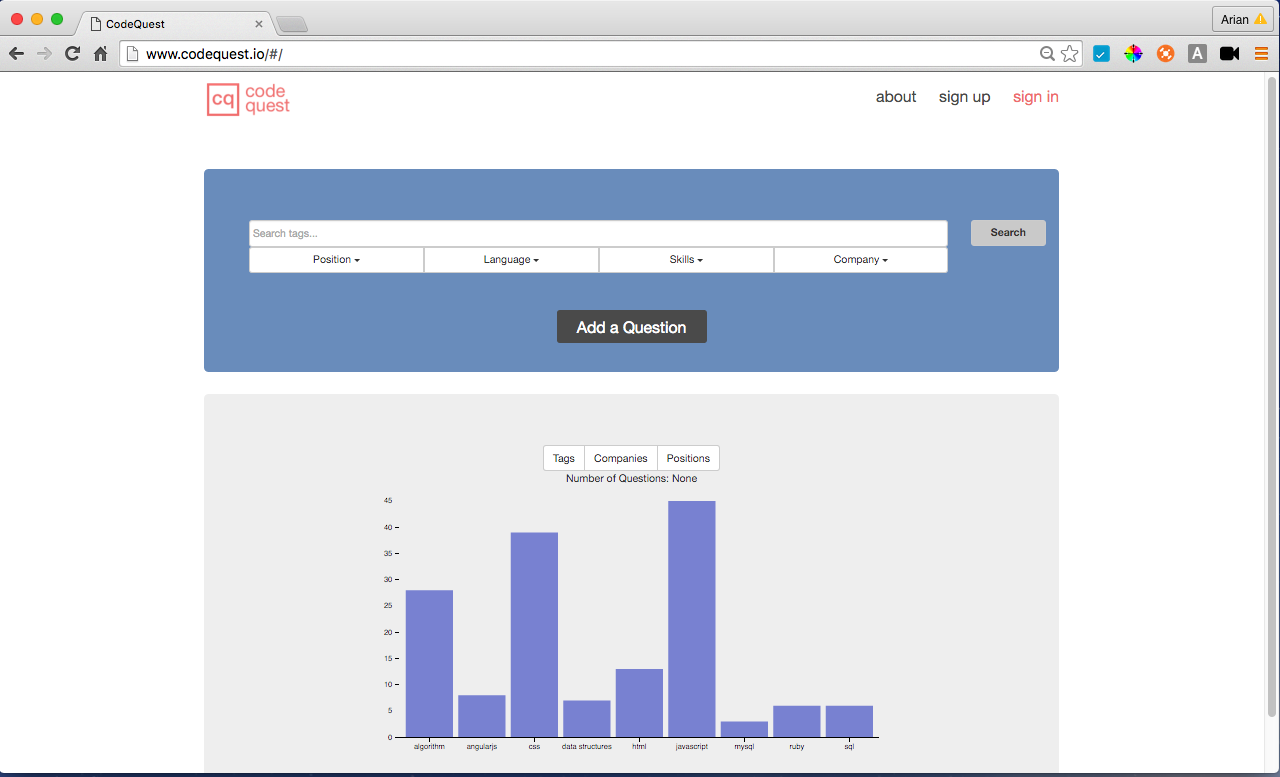 CodeQuest
Arian
www.codequest.io/#/
A
cq code quest
about sign up sign in
Search tags...
Search
Position Language Skills Company
Add a Question
Tags Companies Positions
Number of Questions: None
45
40
35
30
25
20
15
10
5
0
algorithm angularjs css data structures html javascript mysql ruby sql